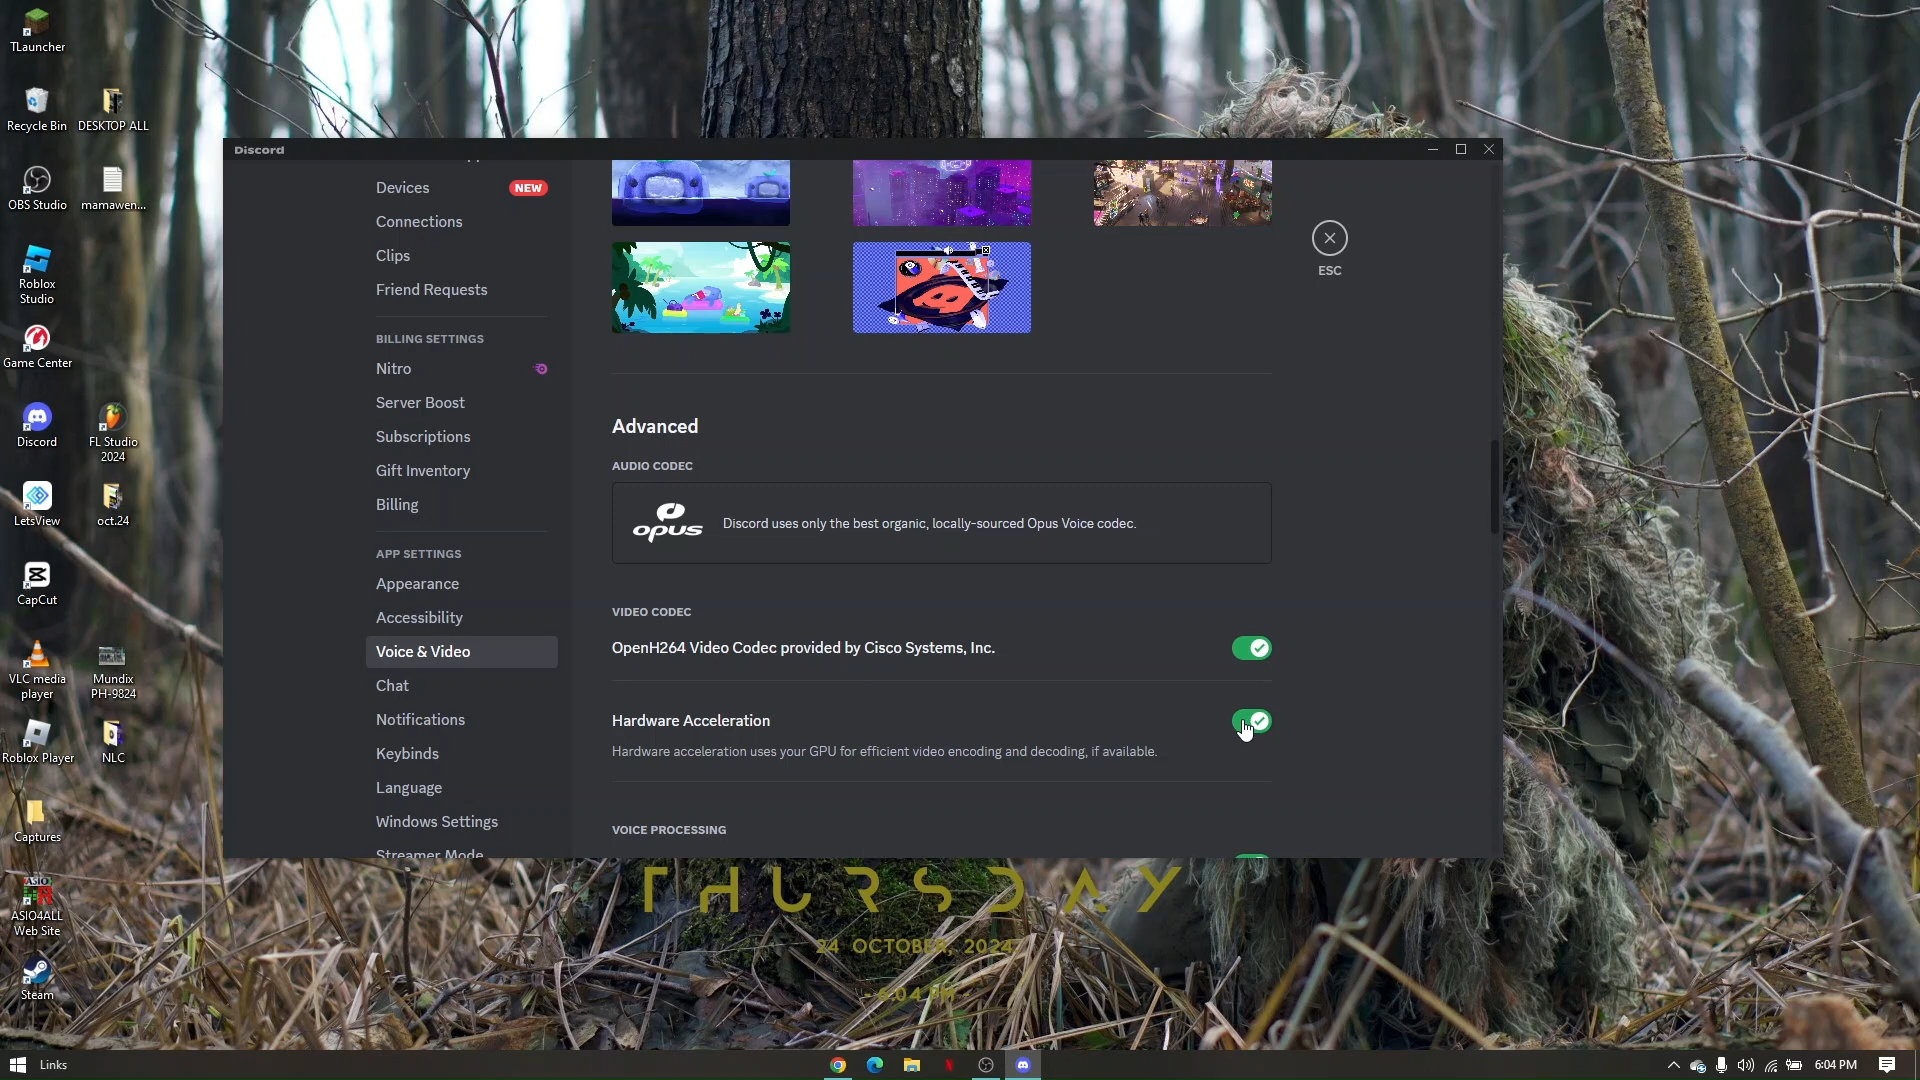 TLauncher
Recycle Bin
DESKTOP ALL
OBS Studio
mamawen...
Roblox
Studio
Game Center
Discord
FL Studio
2024
LetsView
oct.24
CapCut
VLC media
player
Mundix
PH-9824
Roblox Player
NLC
Captures
ASIO4ALL
Web Site
Steam
Discord
Devices
NEW
Connections
Clips
Friend Requests
BILLING SETTINGS
Nitro
Server Boost
Subscriptions
Gift Inventory
Billing
APP SETTINGS
Appearance
Accessibility
Voice & Video
Chat
Notifications
Keybinds
Language
Windows Settings
Streamer Mode
ESC
Advanced
AUDIO CODEC
opus
Discord uses only the best organic, locally-sourced Opus Voice codec.
VIDEO CODEC
OpenH264 Video Codec provided by Cisco Systems, Inc.
Hardware Acceleration
Hardware acceleration uses your GPU for efficient video encoding and decoding, if available.
VOICE PROCESSING
THURSDAY
24 OCTOBER, 2024
- 6:04 PM -
Links
6:04 PM